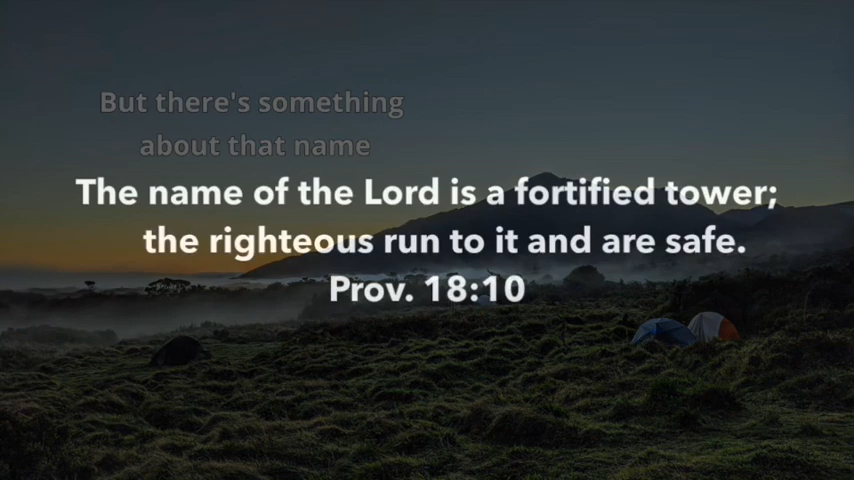 But there's something
about that name
The name of the Lord is a fortified tower;
the righteous run to it and are safe.
Prov. 18:10